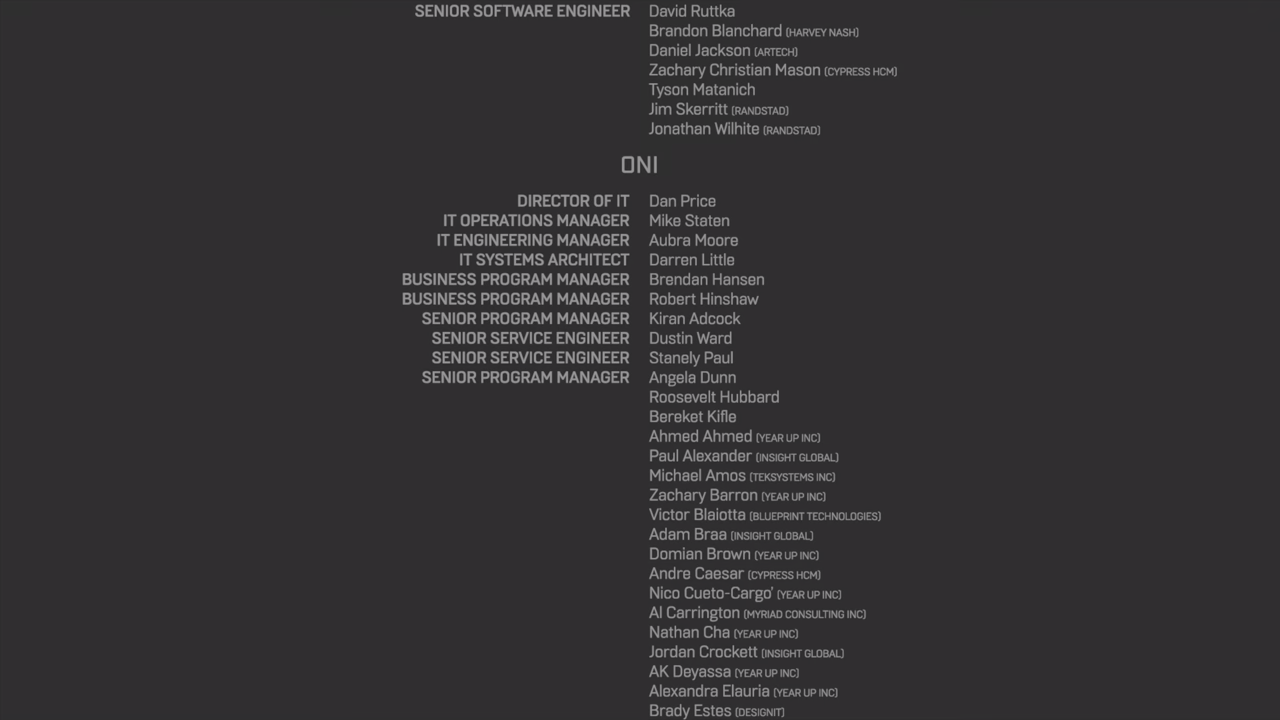 SENIOR SOFTWARE ENGINEER David Ruttka
Brandon Blanchard (HARVEY NASH)
Daniel Jackson (ARTECH)
Zachary Christian Mason (CYPRESS HCM)
Tyson Matanich
Jim Skerritt (RANDSTAD)
Jonathan Wilhite (RANDSTAD)
ONI
DIRECTOR OF IT Dan Price
IT OPERATIONS MANAGER Mike Staten
IT ENGINEERING MANAGER Aubra Moore
IT SYSTEMS ARCHITECT Darren Little
BUSINESS PROGRAM MANAGER Brendan Hansen
BUSINESS PROGRAM MANAGER Robert Hinshaw
SENIOR PROGRAM MANAGER Kiran Adcock
SENIOR SERVICE ENGINEER Dustin Ward
SENIOR SERVICE ENGINEER Stanely Paul
SENIOR PROGRAM MANAGER Angela Dunn
Roosevelt Hubbard
Bereket Kifle
Ahmed Ahmed (YEAR UP INC)
Paul Alexander (INSIGHT GLOBAL)
Michael Amos (TEKSYSTEMS INC)
Zachary Barron (YEAR UP INC)
Victor Blaiotta (BLUEPRINT TECHNOLOGIES)
Adam Braa (INSIGHT GLOBAL)
Domian Brown (YEAR UP INC)
Andre Caesar (CYPRESS HCM)
Nico Cueto-Cargo' (YEAR UP INC)
Al Carrington (MYRIAD CONSULTING INC)
Nathan Cha (YEAR UP INC)
Jordan Crockett (INSIGHT GLOBAL)
AK Deyassa (YEAR UP INC)
Alexandra Elauria (YEAR UP INC)
Brady Estes (DESIGNIT)